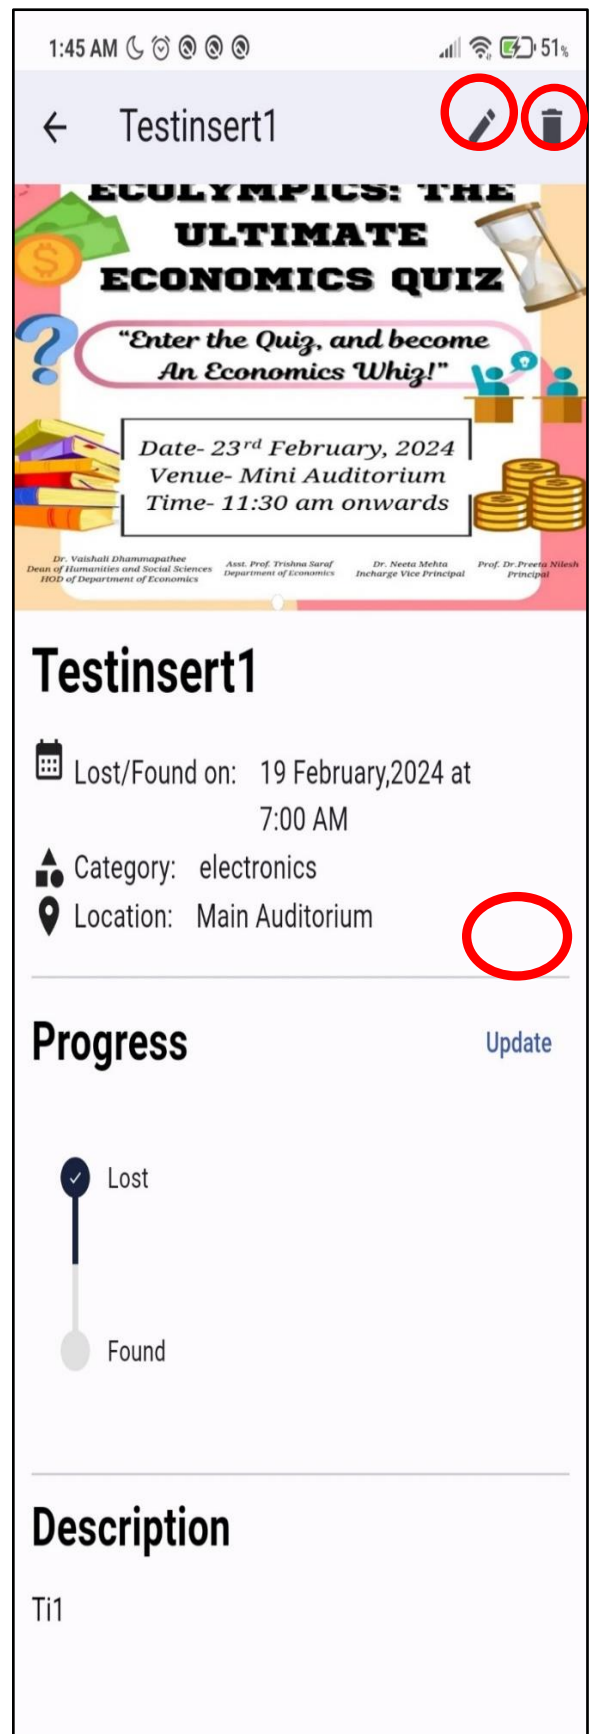 1:45 AM 51%
Testinsert1
ECOLYMPICS: THE
ULTIMATE
ECONOMICS QUIZ
“Enter the Quiz, and become
An Economics Whiz!”
Date- 23rd February, 2024
Venue- Mini Auditorium
Time- 11:30 am onwards
Dr. Vaishali Dhammapathee
Dean of Humanities and Social Sciences
HOD of Department of Economics
Asst. Prof. Trishna Saraf
Department of Economics
Dr. Neeta Mehta
Incharge Vice Principal
Prof. Dr.Preeta Nilesh
Principal
Testinsert1
Lost/Found on: 19 February,2024 at
7:00 AM
Category: electronics
Location: Main Auditorium
Progress Update
Lost
Found
Description
Ti1